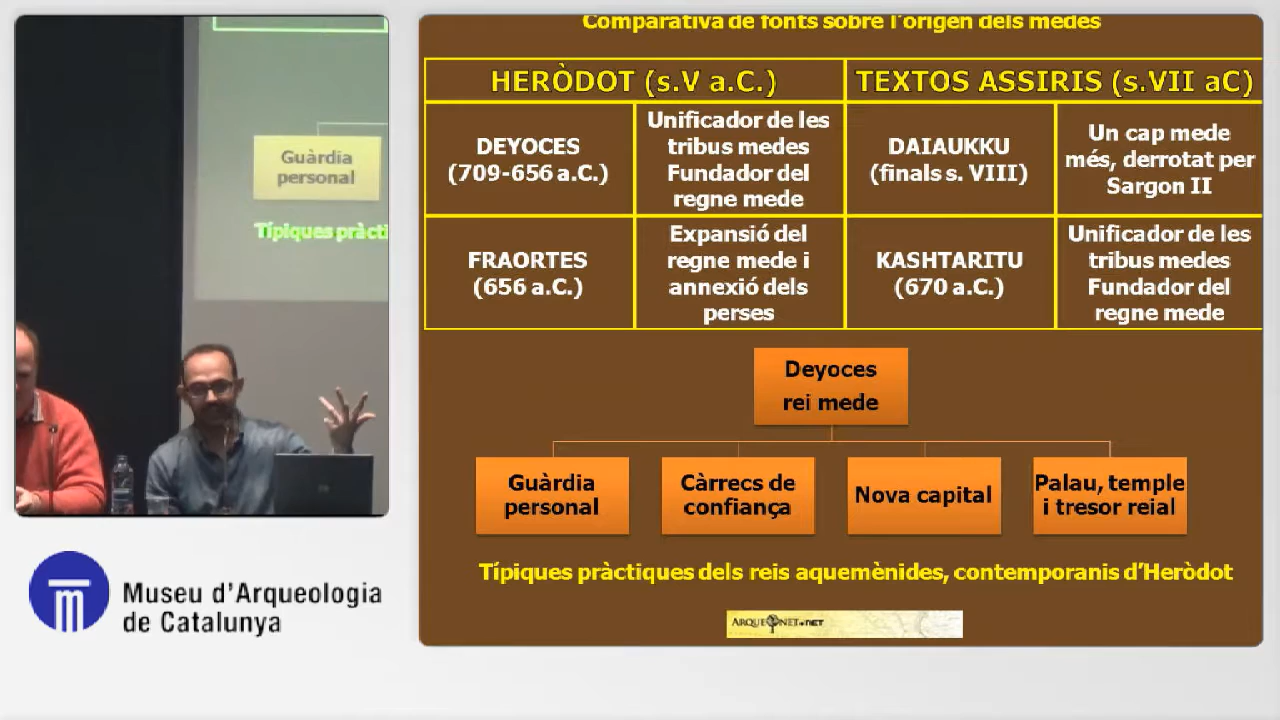 Comparativa de fonts sobre l'origen dels medes
HERÒDOT (s.V a.C.)
TEXTOS ASSIRIS (s.VII aC)
DEYOCES
(709-656 a.C.)
Unificador de les
tribus medes
Fundador del
regne mede
DAIAUKKU
(finals s. VIII)
Un cap mede
més, derrotat per
Sargon II
FRAORTES
(656 a.C.)
Expansió del
regne mede i
annexió dels
perses
KASHTARITU
(670 a.C.)
Unificador de les
tribus medes
Fundador del
regne mede
Deyoces
rei mede
Guàrdia
personal
Càrrecs de
confiança
Nova capital
Palau, temple
i tresor reial
Típiques pràctiques dels reis aquemènides, contemporanis d'Heròdot
ARQUEONET.NET
Guàrdia
personal
Típiques pràcti
Museu d'Arqueologia
de Catalunya